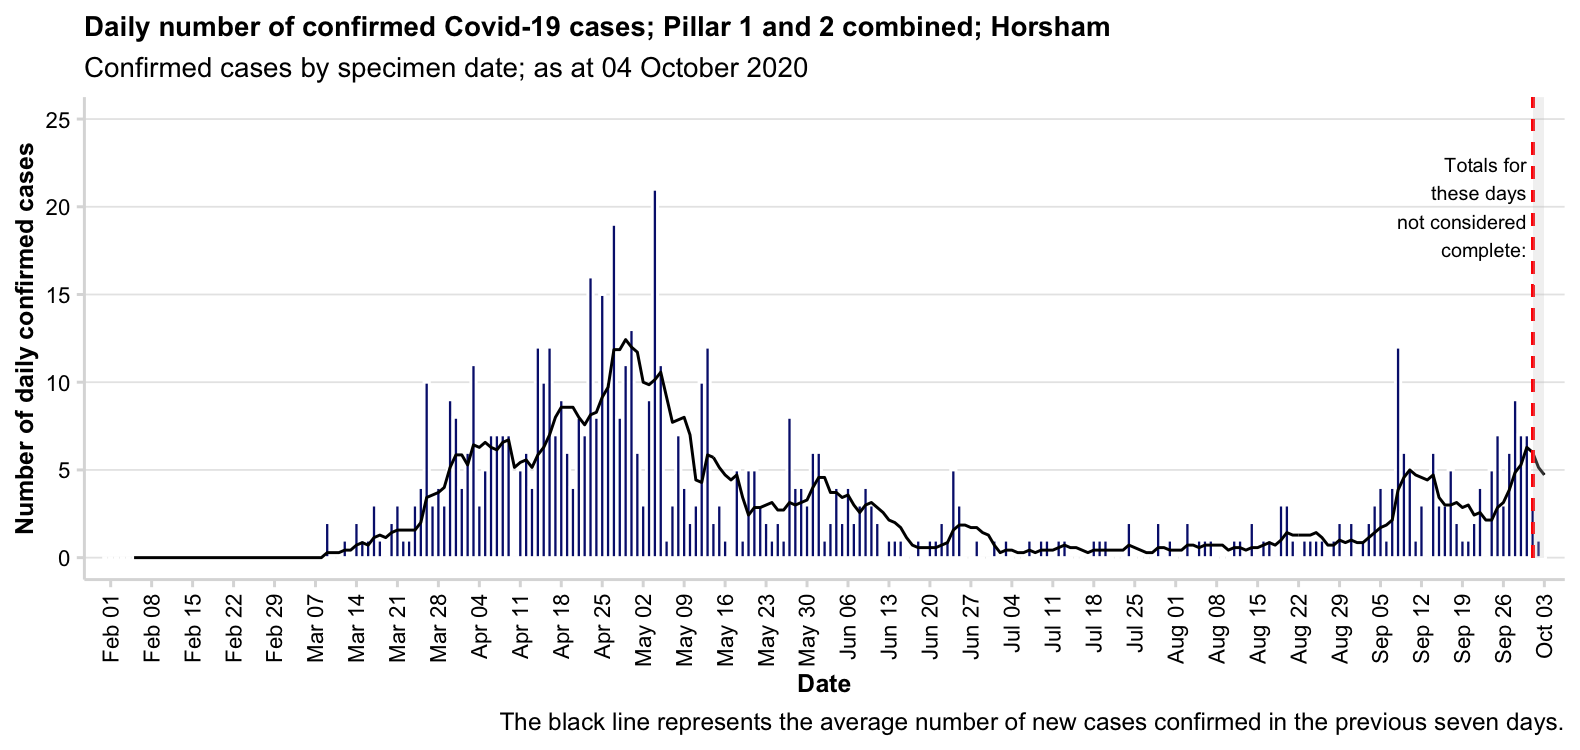 Daily number of confirmed Covid-19 cases; Pillar 1 and 2 combined; Horsham
Confirmed cases by specimen date; as at 04 October 2020
Number of daily confirmed cases
25
20
15
10
5
0
Totals for
these days
not considered
complete:
Feb 01
Feb 08
Feb 15
Feb 22
Feb 29
Mar 07
Mar 14
Mar 21
Mar 28
Apr 04
Apr 11
Apr 18
Apr 25
May 02
May 09
May 16
May 23
May 30
Jun 06
Jun 13
Jun 20
Jun 27
Jul 04
Jul 11
Jul 18
Jul 25
Aug 01
Aug 08
Aug 15
Aug 22
Aug 29
Sep 05
Sep 12
Sep 19
Sep 26
Oct 03
Date
The black line represents the average number of new cases confirmed in the previous seven days.